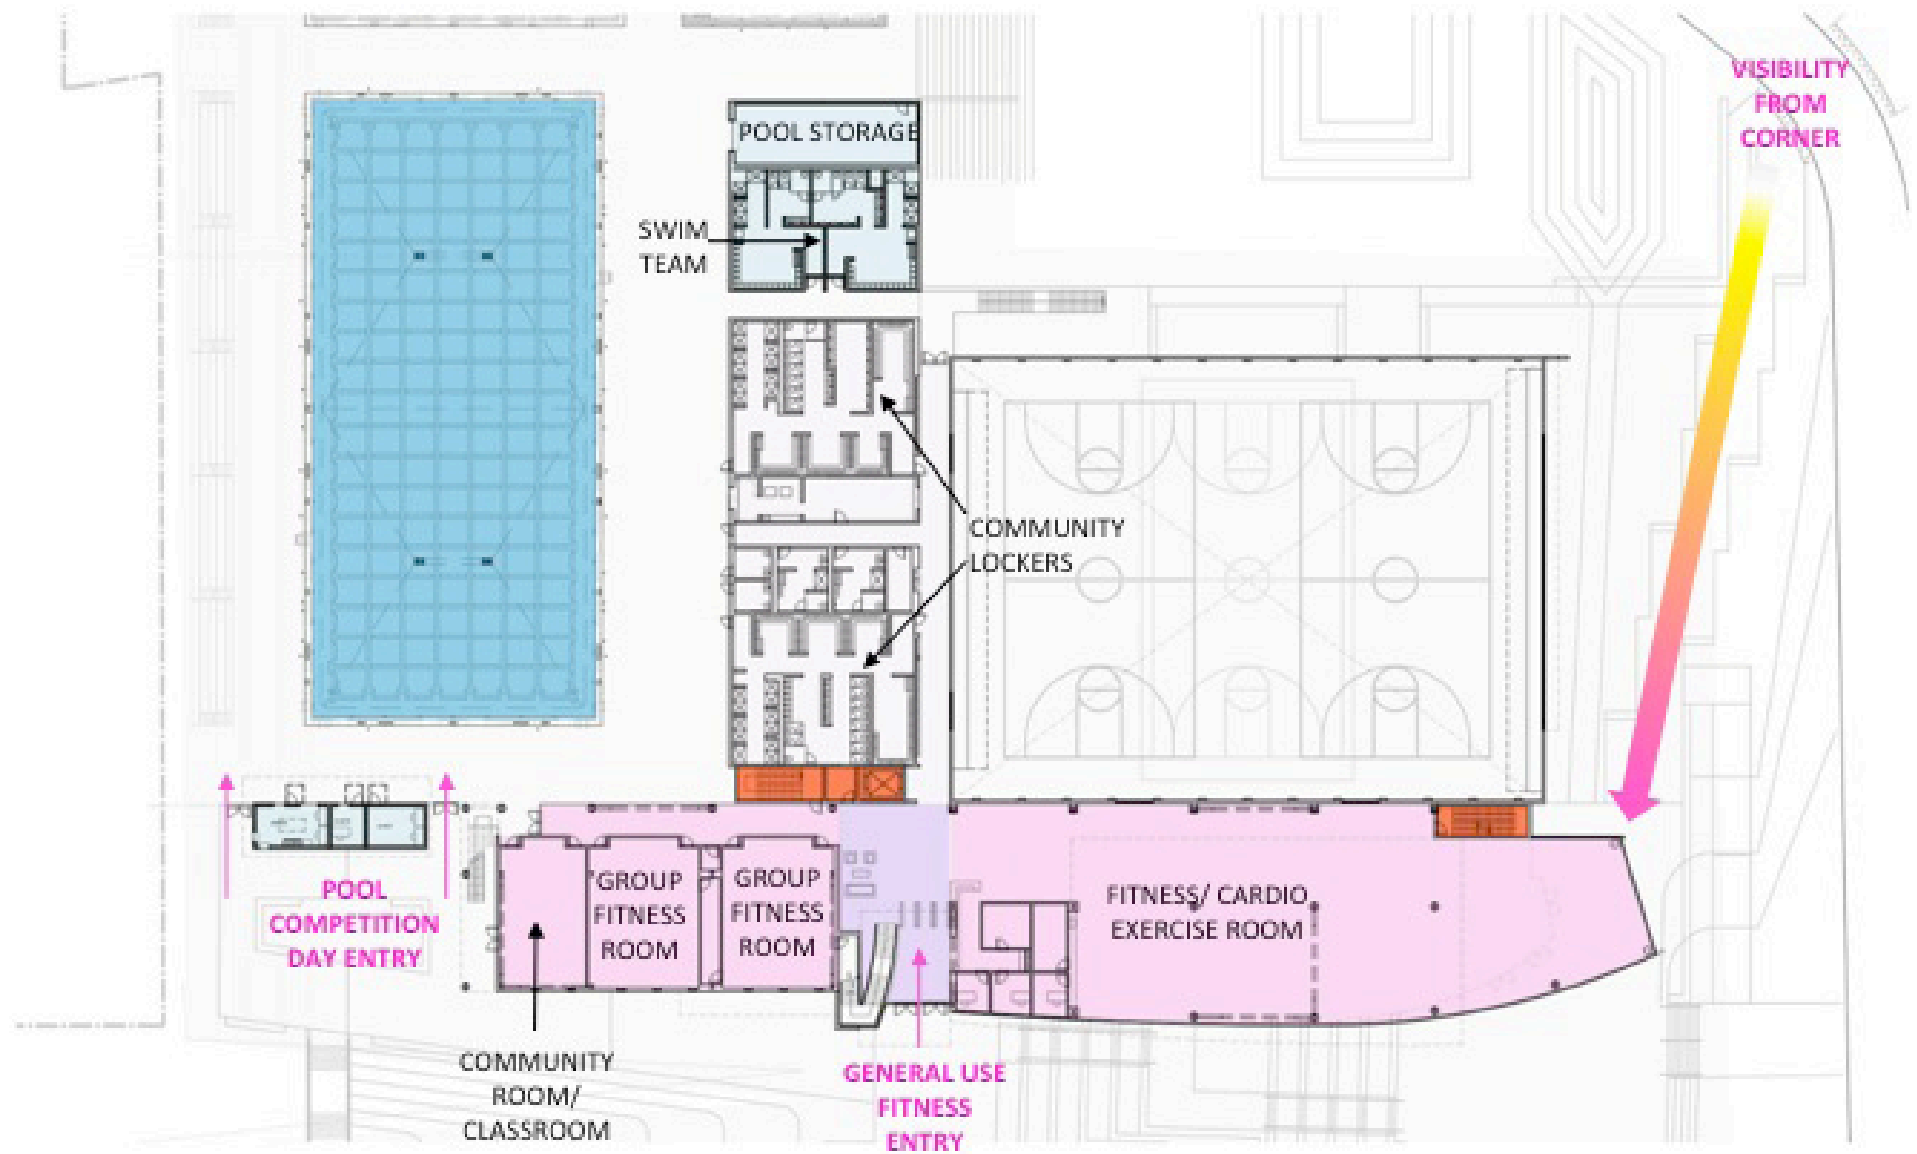 VISIBILITY
FROM
CORNER
POOL STORAGE
SWIM
TEAM
COMMUNITY
LOCKERS
POOL
COMPETITION
DAY ENTRY
GROUP
FITNESS
ROOM
GROUP
FITNESS
ROOM
FITNESS/ CARDIO
EXERCISE ROOM
COMMUNITY
ROOM/
CLASSROOM
GENERAL USE
FITNESS
ENTRY